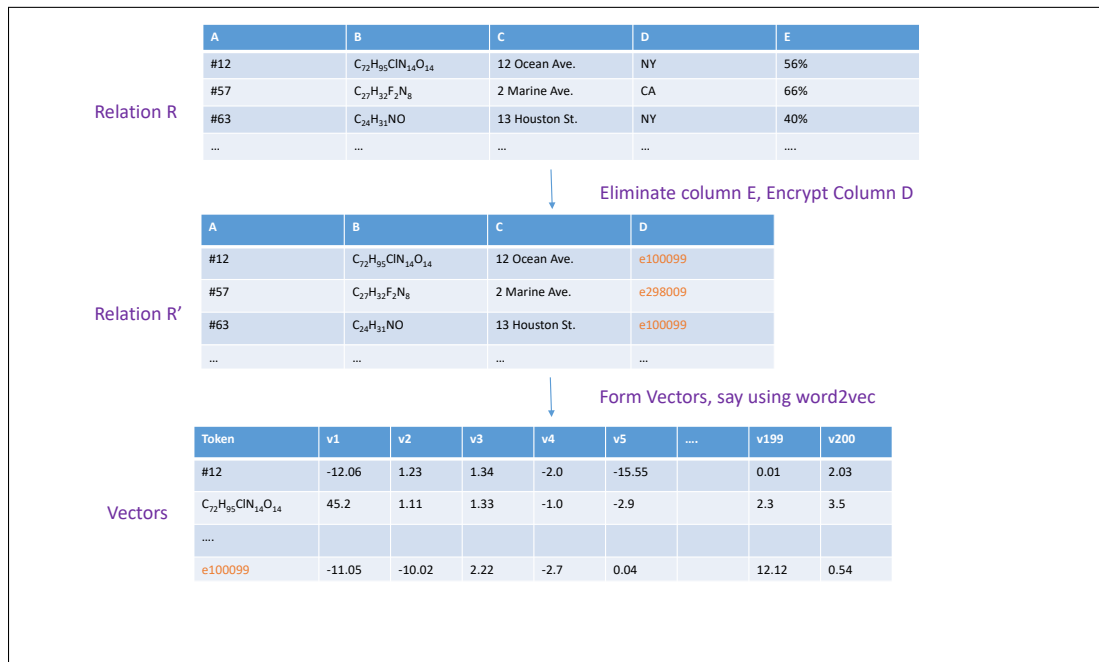 A B C D E
#12 C₇₂H₉₅ClN₁₄O₁₄ 12 Ocean Ave. NY 56%
#57 C₂₇H₃₂F₂N₈ 2 Marine Ave. CA 66%
Relation R
#63 C₂₄H₃₁NO 13 Houston St. NY 40%
... ... ... ... ....
Eliminate column E, Encrypt Column D
A B C D
#12 C₇₂H₉₅ClN₁₄O₁₄ 12 Ocean Ave. e100099
#57 C₂₇H₃₂F₂N₈ 2 Marine Ave. e298009
Relation R’
#63 C₂₄H₃₁NO 13 Houston St. e100099
... ... ... ...
Form Vectors, say using word2vec
Token v1 v2 v3 v4 v5 .... v199 v200
#12 -12.06 1.23 1.34 -2.0 -15.55 0.01 2.03
C₇₂H₉₅ClN₁₄O₁₄ 45.2 1.11 1.33 -1.0 -2.9 2.3 3.5
Vectors
....
e100099 -11.05 -10.02 2.22 -2.7 0.04 12.12 0.54